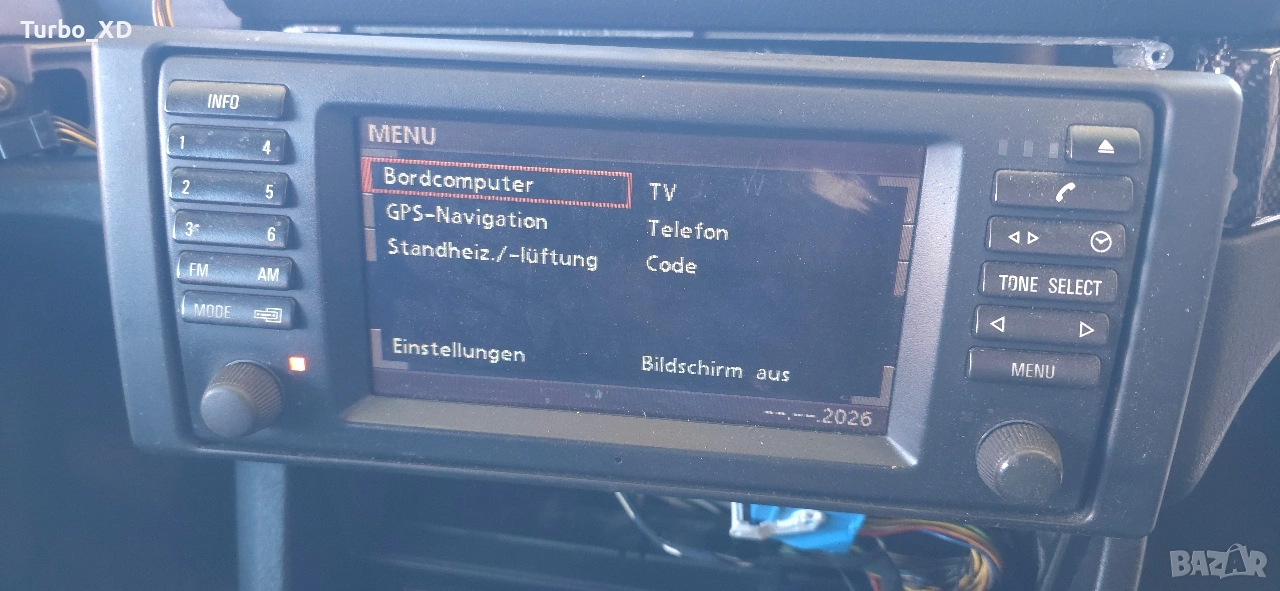 Turbo_XD
INFO
1 4
2 5
3 6
FM AM
MODE
MENU
Bordcomputer
TV
GPS-Navigation
Telefon
Standheiz./-lüftung
Code
Einstellungen
Bildschirm aus
--.--.2026
TONE SELECT
MENU
BAZAR